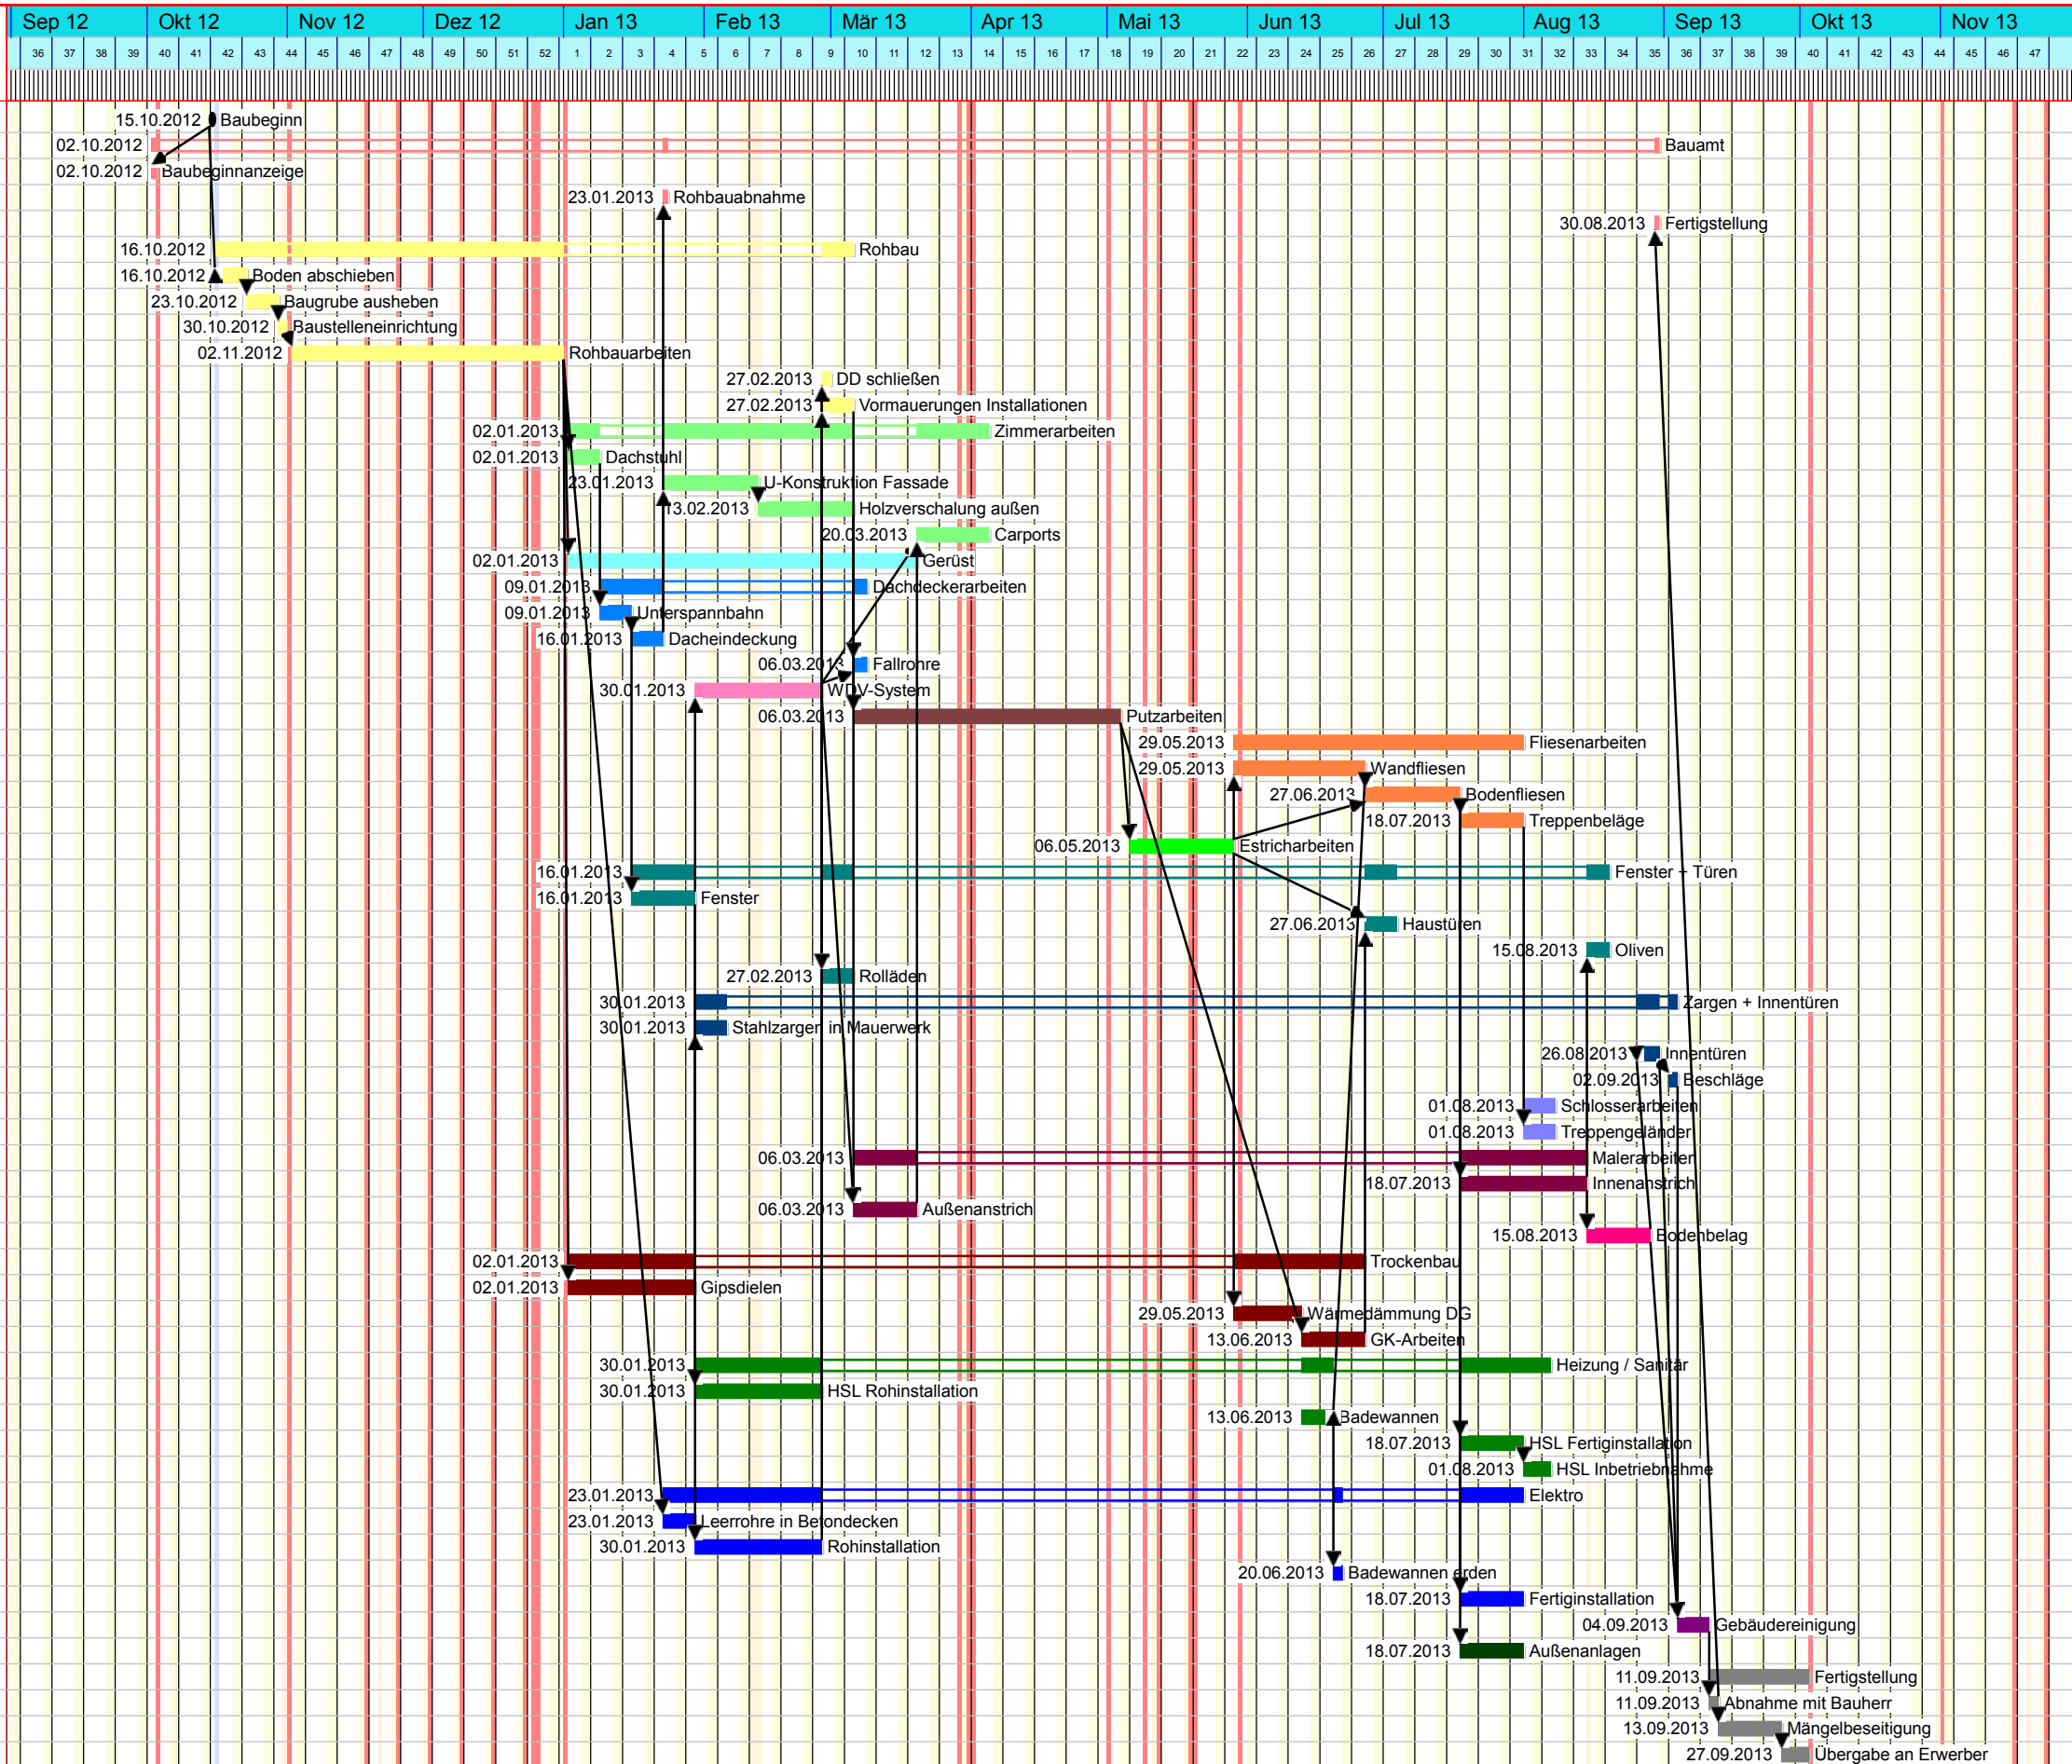 Sep 12 Okt 12 Nov 12 Dez 12 Jan 13 Feb 13 Mär 13 Apr 13 Mai 13 Jun 13 Jul 13 Aug 13 Sep 13 Okt 13 Nov 13
36 37 38 39 40 41 42 43 44 45 46 47 48 49 50 51 52 1 2 3 4 5 6 7 8 9 10 11 12 13 14 15 16 17 18 19 20 21 22 23 24 25 26 27 28 29 30 31 32 33 34 35 36 37 38 39 40 41 42 43 44 45 46 47
15.10.2012 Baubeginn
02.10.2012 Bauamt
02.10.2012 Baubeginnanzeige
23.01.2013 Rohbauabnahme
30.08.2013 Fertigstellung
16.10.2012 Rohbau
16.10.2012 Boden abschieben
23.10.2012 Baugrube ausheben
30.10.2012 Baustelleneinrichtung
02.11.2012 Rohbauarbeiten
27.02.2013 DD schließen
27.02.2013 Vormauerungen Installationen
02.01.2013 Zimmerarbeiten
02.01.2013 Dachstuhl
23.01.2013 U-Konstruktion Fassade
13.02.2013 Holzverschalung außen
20.03.2013 Carports
02.01.2013 Gerüst
09.01.2013 Dachdeckerarbeiten
09.01.2013 Unterspannbahn
16.01.2013 Dacheindeckung
06.03.2013 Fallrohre
30.01.2013 WDV-System
06.03.2013 Putzarbeiten
29.05.2013 Fliesenarbeiten
29.05.2013 Wandfliesen
27.06.2013 Bodenfliesen
18.07.2013 Treppenbeläge
06.05.2013 Estricharbeiten
16.01.2013 Fenster + Türen
16.01.2013 Fenster
27.06.2013 Haustüren
15.08.2013 Oliven
27.02.2013 Rolläden
30.01.2013 Zargen + Innentüren
30.01.2013 Stahlzargen in Mauerwerk
26.08.2013 Innentüren
02.09.2013 Beschläge
01.08.2013 Schlosserarbeiten
01.08.2013 Treppengeländer
06.03.2013 Malerarbeiten
18.07.2013 Innenanstrich
06.03.2013 Außenanstrich
15.08.2013 Bodenbelag
02.01.2013 Trockenbau
02.01.2013 Gipsdielen
29.05.2013 Wärmedämmung DG
13.06.2013 GK-Arbeiten
30.01.2013 Heizung / Sanitär
30.01.2013 HSL Rohinstallation
13.06.2013 Badewannen
18.07.2013 HSL Fertiginstallation
01.08.2013 HSL Inbetriebnahme
23.01.2013 Elektro
23.01.2013 Leerrohre in Betondecken
30.01.2013 Rohinstallation
20.06.2013 Badewannen erden
18.07.2013 Fertiginstallation
04.09.2013 Gebäudereinigung
18.07.2013 Außenanlagen
11.09.2013 Fertigstellung
11.09.2013 Abnahme mit Bauherr
13.09.2013 Mängelbeseitigung
27.09.2013 Übergabe an Erwerber